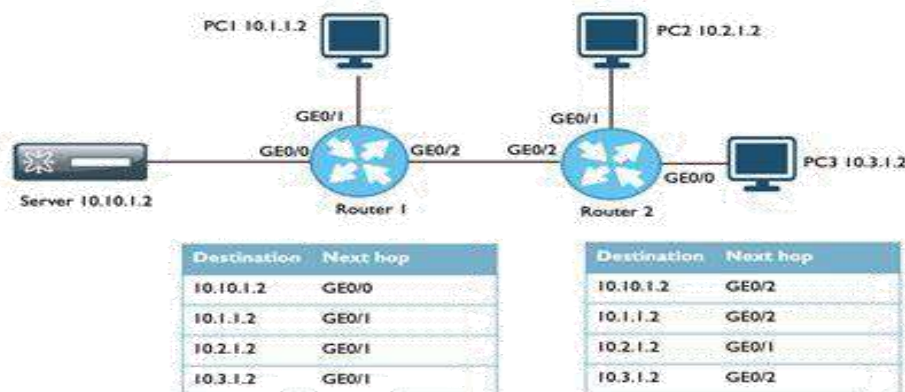 PC1 10.1.1.2
PC2 10.2.1.2
GE0/1
GE0/1
GE0/0
GE0/2
GE0/2
GE0/0
PC3 10.3.1.2
Server 10.10.1.2
Router 1
Router 2
Destination Next hop
10.10.1.2 GE0/0
10.1.1.2 GE0/1
10.2.1.2 GE0/1
10.3.1.2 GE0/1
Destination Next hop
10.10.1.2 GE0/2
10.1.1.2 GE0/2
10.2.1.2 GE0/1
10.3.1.2 GE0/2